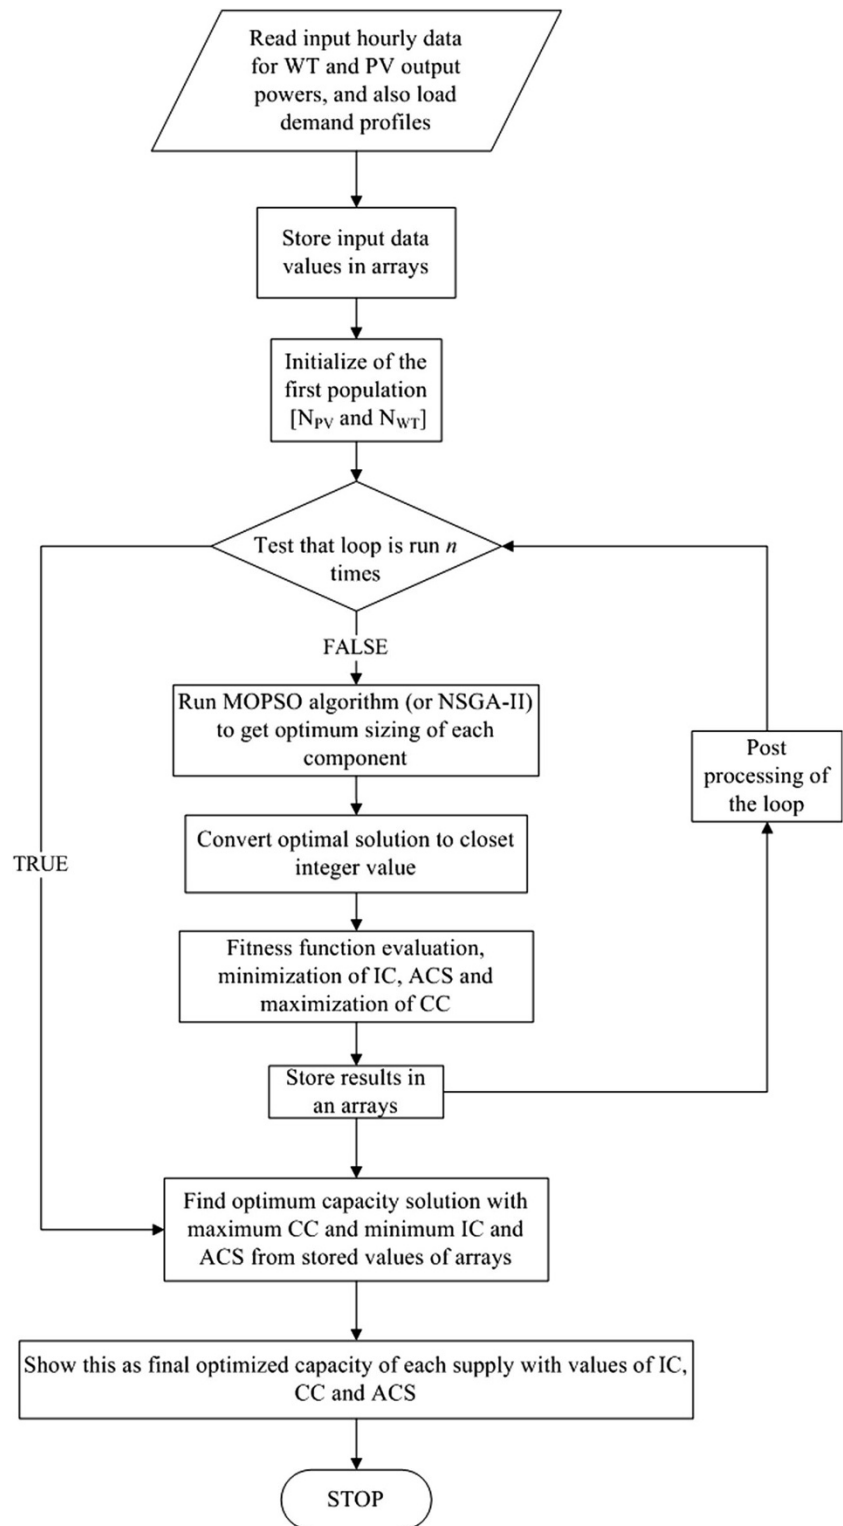 Read input hourly data
for WT and PV output
powers, and also load
demand profiles
Store input data
values in arrays
Initialize of the
first population
[NPV and NWT]
Test that loop is run n
times
FALSE
Run MOPSO algorithm (or NSGA-II)
to get optimum sizing of each
component
Post
processing of
the loop
Convert optimal solution to closet
integer value
TRUE
Fitness function evaluation,
minimization of IC, ACS and
maximization of CC
Store results in
an arrays
Find optimum capacity solution with
maximum CC and minimum IC and
ACS from stored values of arrays
Show this as final optimized capacity of each supply with values of IC,
CC and ACS
STOP